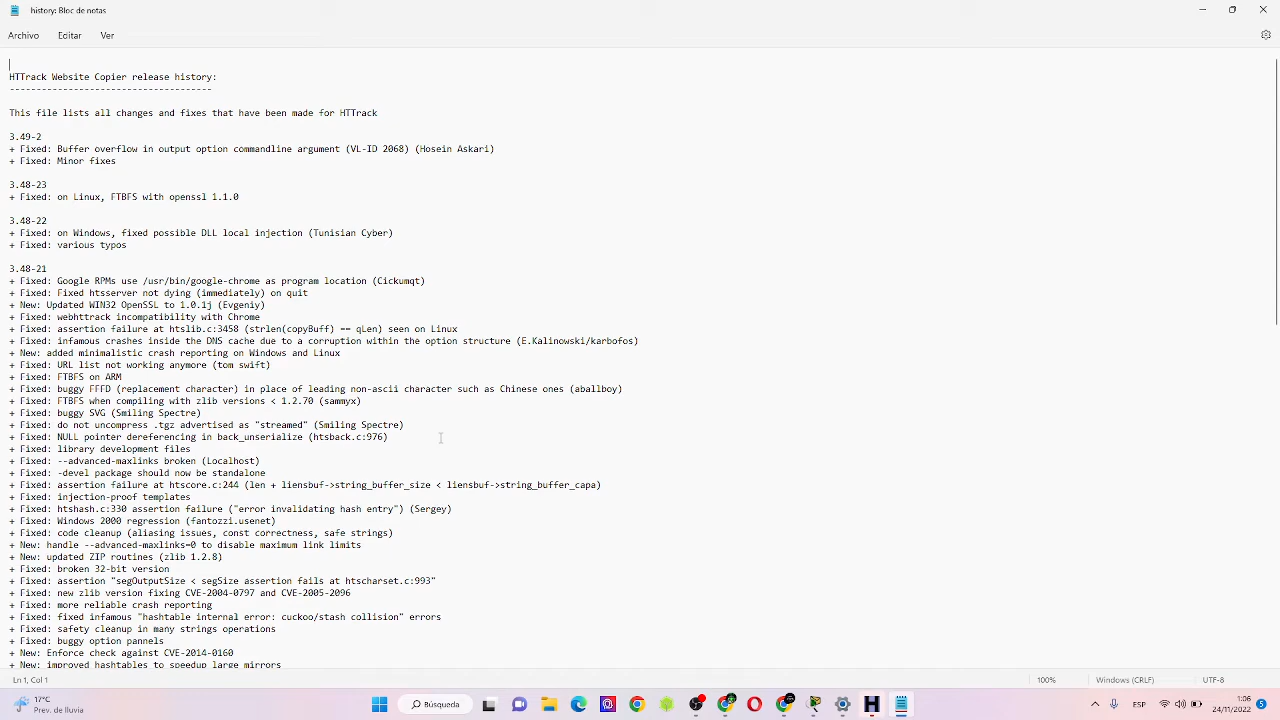 history: Bloc de notas
Archivo Editar Ver
HTTrack Website Copier release history:
--------------------------------------
This file lists all changes and fixes that have been made for HTTrack
3.49-2
+ Fixed: Buffer overflow in output option commandline argument (VL-ID 2068) (Hosein Askari)
+ Fixed: Minor fixes
3.48-23
+ Fixed: on Linux, FTBFS with openssl 1.1.0
3.48-22
+ Fixed: on Windows, fixed possible DLL local injection (Tunisian Cyber)
+ Fixed: various typos
3.48-21
+ Fixed: Google RPMs use /usr/bin/google-chrome as program location (Cickumqt)
+ Fixed: Fixed htsserver not dying (immediately) on quit
+ New: Updated WIN32 OpenSSL to 1.0.1j (Evgeniy)
+ Fixed: webhttrack incompatibility with Chrome
+ Fixed: assertion failure at htslib.c:3458 (strlen(copyBuff) == qLen) seen on Linux
+ Fixed: infamous crashes inside the DNS cache due to a corruption within the option structure (E.Kalinowski/karbofos)
+ New: added minimalistic crash reporting on Windows and Linux
+ Fixed: URL list not working anymore (tom swift)
+ Fixed: FTBFS on ARM
+ Fixed: buggy FFFD (replacement character) in place of leading non-ascii character such as Chinese ones (aballboy)
+ Fixed: FTBFS when compiling with zlib versions < 1.2.70 (sammyx)
+ Fixed: buggy SVG (Smiling Spectre)
+ Fixed: do not uncompress .tgz advertised as "streamed" (Smiling Spectre)
+ Fixed: NULL pointer dereferencing in back_unserialize (htsback.c:976)
+ Fixed: library development files
+ Fixed: --advanced-maxlinks broken (Localhost)
+ Fixed: -devel package should now be standalone
+ Fixed: assertion failure at htscore.c:244 (len + liensbuf->string_buffer_size < liensbuf->string_buffer_capa)
+ Fixed: injection-proof templates
+ Fixed: htshash.c:330 assertion failure ("error invalidating hash entry") (Sergey)
+ Fixed: Windows 2000 regression (fantozzi.usenet)
+ Fixed: code cleanup (aliasing issues, const correctness, safe strings)
+ New: handle --advanced-maxlinks=0 to disable maximum link limits
+ New: updated ZIP routines (zlib 1.2.8)
+ Fixed: broken 32-bit version
+ Fixed: assertion "segOutputSize < segSize assertion fails at htscharset.c:993"
+ Fixed: new zlib version fixing CVE-2004-0797 and CVE-2005-2096
+ Fixed: more reliable crash reporting
+ Fixed: fixed infamous "hashtable internal error: cuckoo/stash collision" errors
+ Fixed: safety cleanup in many strings operations
+ Fixed: buggy option pannels
+ New: Enforce check against CVE-2014-0160
+ New: improved hashtables to speedup large mirrors
Ln 1, Col 1 100% Windows (CRLF) UTF-8
17°C
Prev. de lluvia
Búsqueda
ESP
1:06
24/11/2022
5